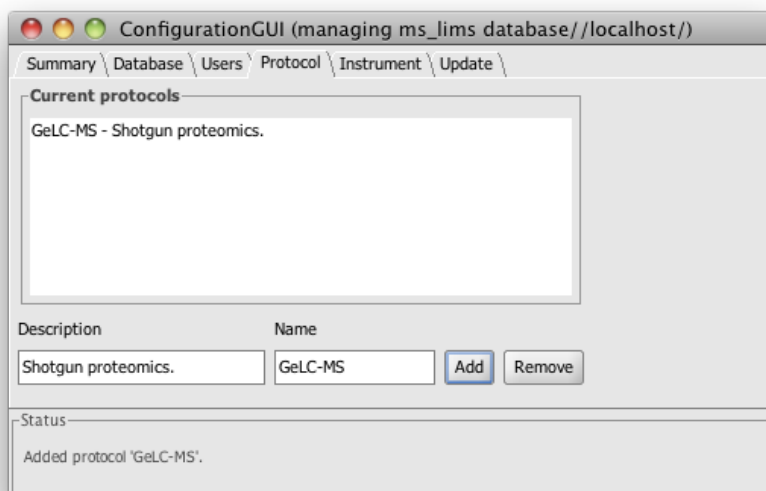 ConfigurationGUI (managing ms_lims database//localhost/)
Summary Database Users Protocol Instrument Update
Current protocols
GeLC-MS - Shotgun proteomics.
Description Name
Shotgun proteomics. GeLC-MS Add Remove
Status
Added protocol 'GeLC-MS'.